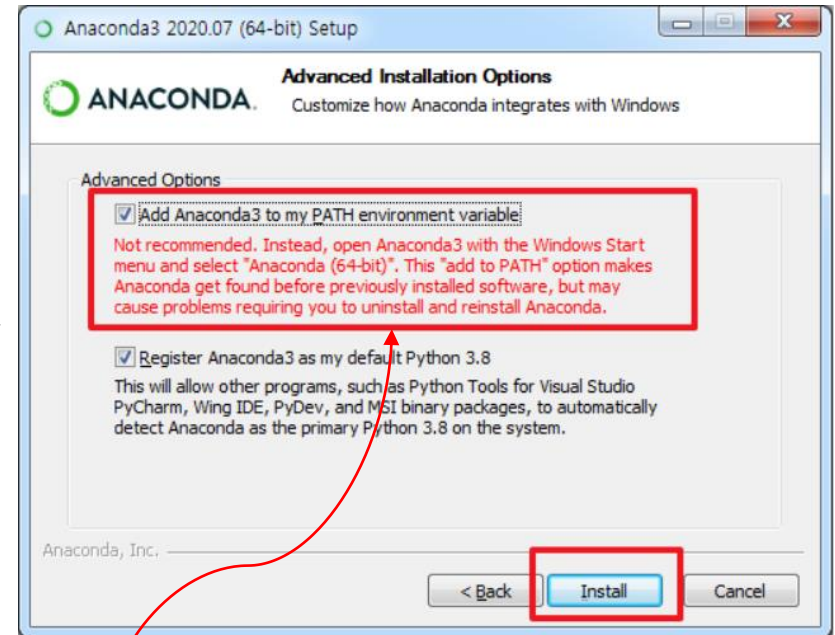 Anaconda3 2020.07 (64-bit) Setup
ANACONDA.
Advanced Installation Options
Customize how Anaconda integrates with Windows
Advanced Options
Add Anaconda3 to my PATH environment variable
Not recommended. Instead, open Anaconda3 with the Windows Start
menu and select "Anaconda (64-bit)". This "add to PATH" option makes
Anaconda get found before previously installed software, but may
cause problems requiring you to uninstall and reinstall Anaconda.
Register Anaconda3 as my default Python 3.8
This will allow other programs, such as Python Tools for Visual Studio
PyCharm, Wing IDE, PyDev, and MSI binary packages, to automatically
detect Anaconda as the primary Python 3.8 on the system.
Anaconda, Inc.
< Back Install Cancel